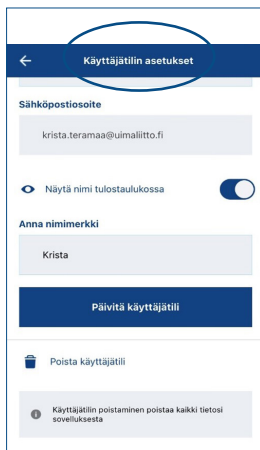 Käyttäjätilin asetukset
Sähköpostiosoite
krista.teramaa@uimaliitto.fi
Näytä nimi tulostaulukossa
Anna nimimerkki
Krista
Päivitä käyttäjätili
Poista käyttäjätili
Käyttäjätilin poistaminen poistaa kaikki tietosi
sovelluksesta